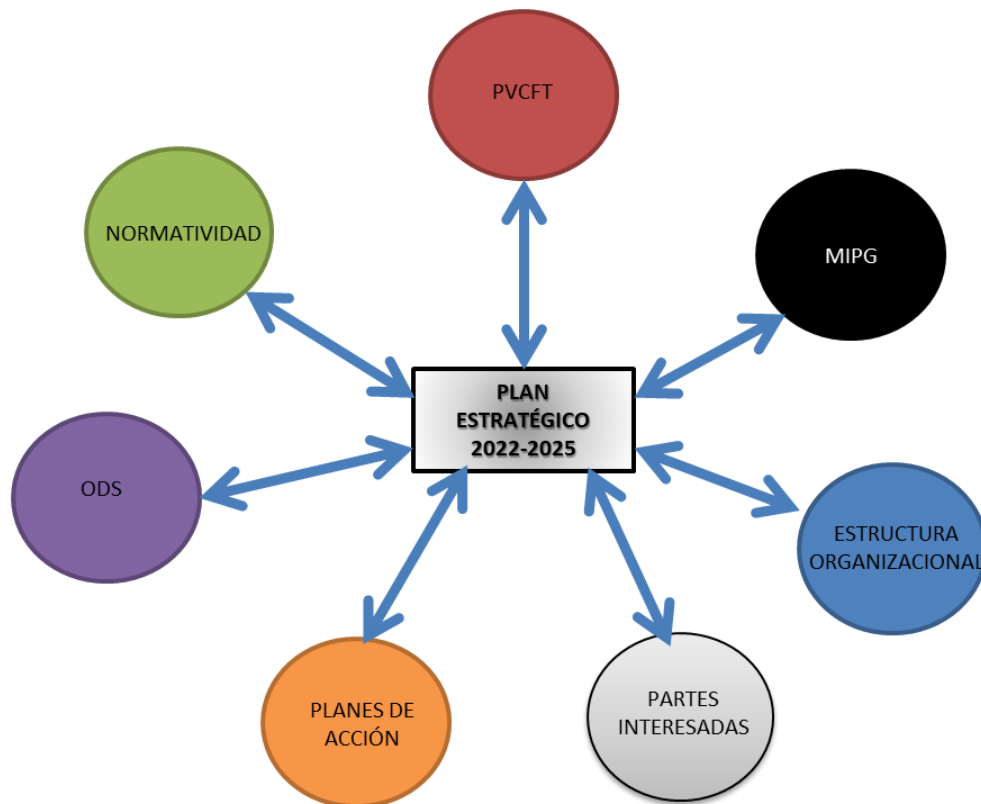 PVCFT
NORMATIVIDAD
MIPG
PLAN
ESTRATÉGICO
2022-2025
ODS
ESTRUCTURA
ORGANIZACIONAL
PLANES DE
ACCIÓN
PARTES
INTERESADAS